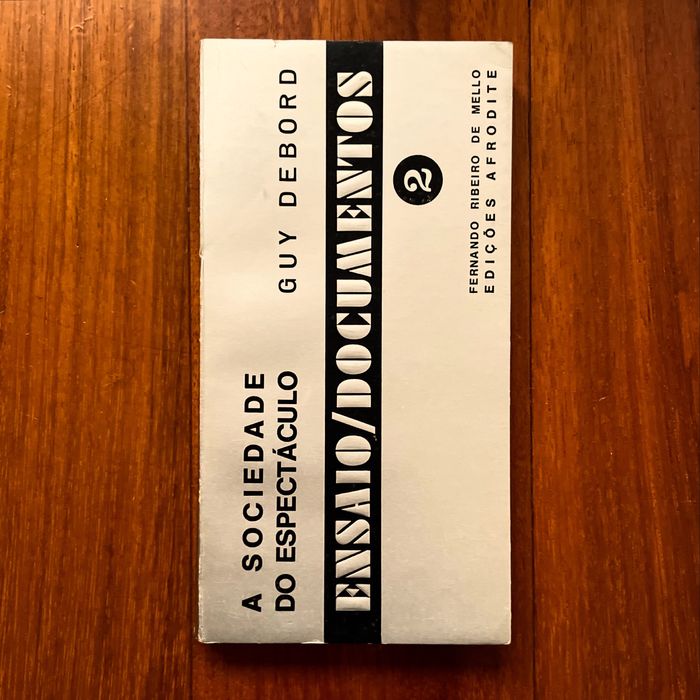 A SOCIEDADE
DO ESPECTÁCULO
GUY DEBORD
ENSAIO/DOCUMENTOS
2
FERNANDO RIBEIRO DE MELLO
EDIÇÕES AFRODITE